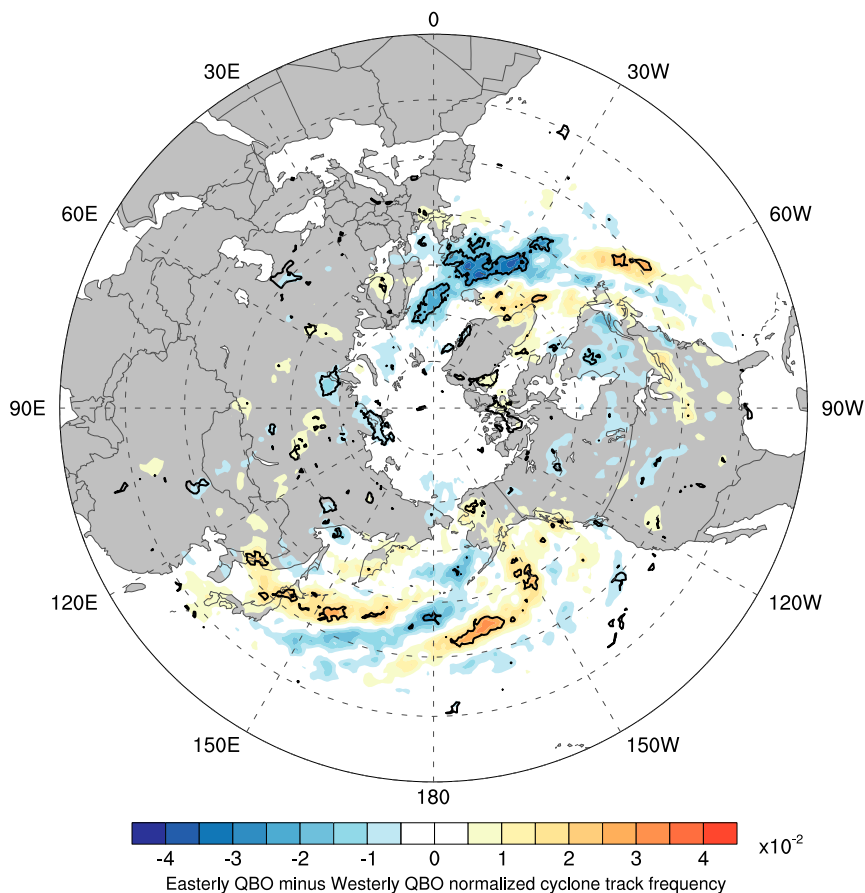 0
30E
30W
60E
60W
90E
90W
120E
120W
150E
150W
180
-4 -3 -2 -1 0 1 2 3 4
x10-2
Easterly QBO minus Westerly QBO normalized cyclone track frequency